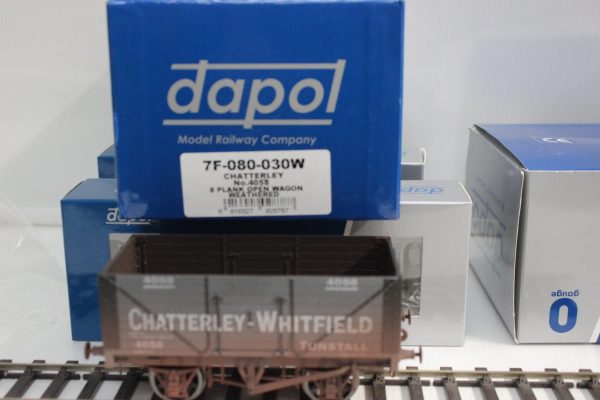 dapol
Model Railway Company
7F-080-030W
CHATTERLEY
No.4058
8 PLANK OPEN WAGON
WEATHERED
dapol
4058
4058
CHATTERLEY-WHITFIELD
4058
TUNSTALL
gauge
0